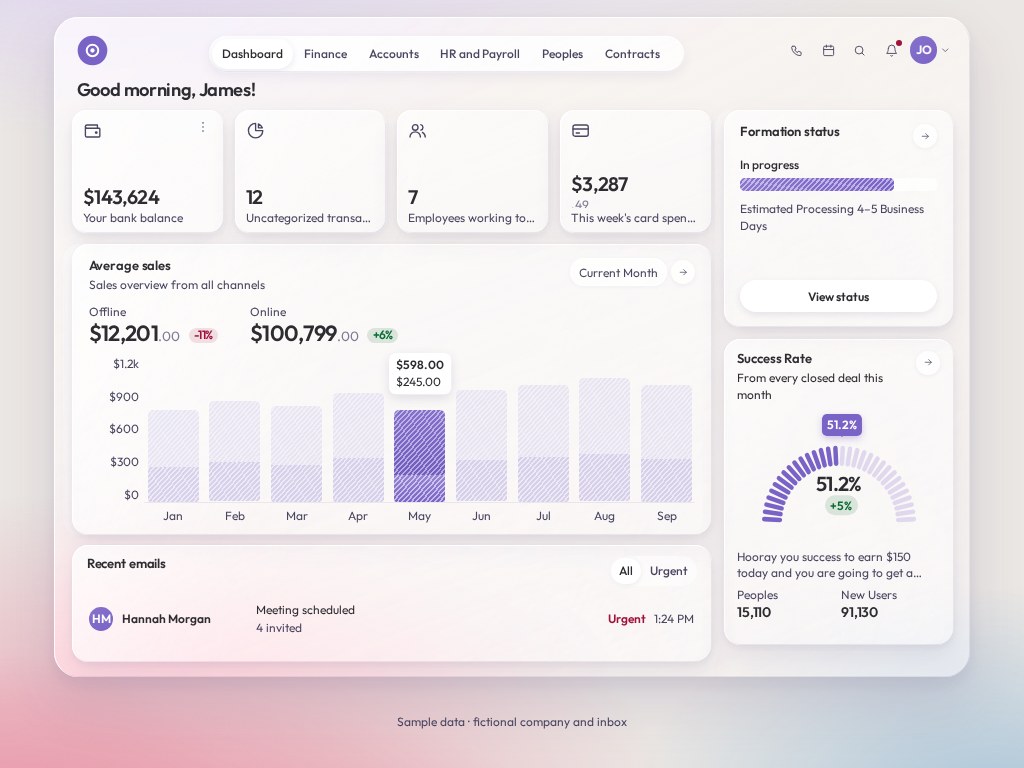 Dashboard Finance Accounts HR and Payroll Peoples Contracts
JO
Good morning, James!
$143,624
Your bank balance
12
Uncategorized transa...
7
Employees working to...
$3,287
.49
This week's card spen...
Formation status
In progress
Estimated Processing 4–5 Business
Days
View status
Average sales
Sales overview from all channels
Current Month
Offline
$12,201.00 -11%
Online
$100,799.00 +6%
$1.2k
$900
$600
$300
$0
$598.00
$245.00
Jan Feb Mar Apr May Jun Jul Aug Sep
Success Rate
From every closed deal this
month
51.2%
51.2%
+5%
Hooray you success to earn $150
today and you are going to get a...
Peoples New Users
15,110 91,130
Recent emails
All Urgent
HM Hannah Morgan
Meeting scheduled
4 invited
Urgent 1:24 PM
Sample data · fictional company and inbox